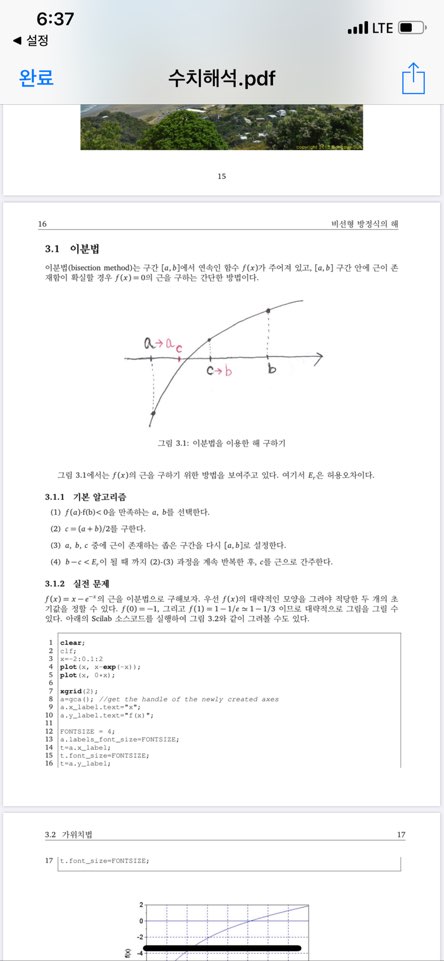 6:37
LTE
◀ 설정
완료
수치해석.pdf
15
16 비선형 방정식의 해
3.1 이분법
이분법(bisection method)는 구간 [a,b]에서 연속인 함수 f(x)가 주어져 있고, [a,b] 구간 안에 근이 존
재함이 확실할 경우 f(x)=0의 근을 구하는 간단한 방법이다.
a→a c
c→b b
그림 3.1: 이분법을 이용한 해 구하기
그림 3.1에서는 f(x)의 근을 구하기 위한 방법을 보여주고 있다. 여기서 Eₛ은 허용오차이다.
3.1.1 기본 알고리즘
(1) f(a)·f(b)<0을 만족하는 a, b를 선택한다.
(2) c=(a+b)/2를 구한다.
(3) a, b, c 중에 근이 존재하는 좁은 구간을 다시 [a,b]로 설정한다.
(4) b−c<Eₛ이 될 때 까지 (2)-(3) 과정을 계속 반복한 후, c를 근으로 간주한다.
3.1.2 실전 문제
f(x)=x−e⁻ˣ의 근을 이분법으로 구해보자. 우선 f(x)의 대략적인 모양을 그려야 적당한 두 개의 초
기값을 정할 수 있다. f(0)=−1, 그리고 f(1)=1−1/e≃1−1/3 이므로 대략적으로 그림을 그릴 수
있다. 아래의 Scilab 소스코드를 실행하여 그림 3.2와 같이 그려볼 수도 있다.
1 clear;
2 clf;
3 x=-2:0.1:2
4 plot(x, x-exp(-x));
5 plot(x, 0*x);
6
7 xgrid(2);
8 a=gca(); //get the handle of the newly created axes
9 a.x_label.text="x";
10 a.y_label.text="f(x)";
11
12 FONTSIZE = 4;
13 a.labels_font_size=FONTSIZE;
14 t=a.x_label;
15 t.font_size=FONTSIZE;
16 t=a.y_label;
3.2 가위치법 17
17 t.font_size=FONTSIZE;
2
0
-2
-4
f(x)